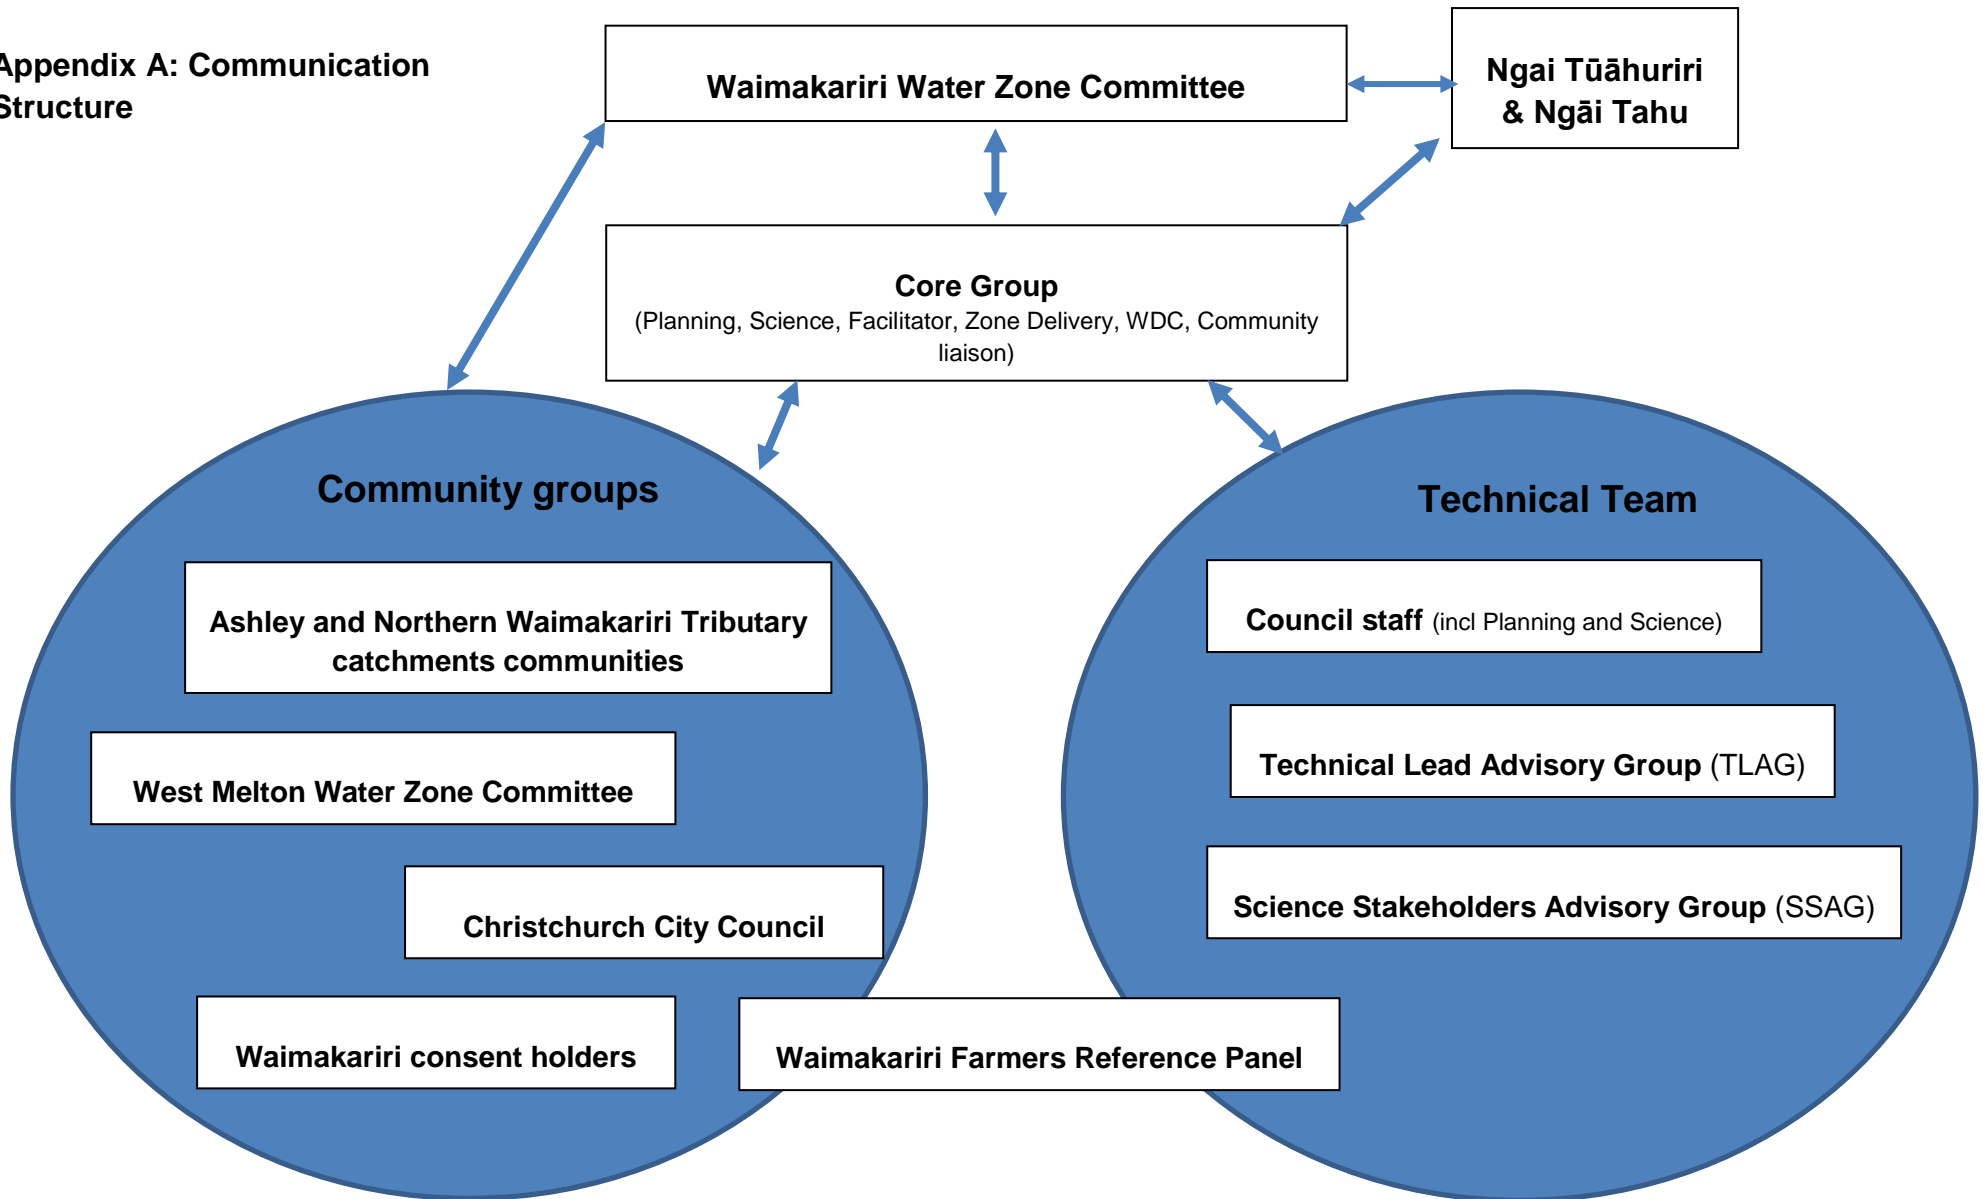 Appendix A: Communication
Structure
Waimakariri Water Zone Committee
Ngai Tūāhuriri
& Ngāi Tahu
Core Group
(Planning, Science, Facilitator, Zone Delivery, WDC, Community
liaison)
Community groups
Ashley and Northern Waimakariri Tributary
catchments communities
West Melton Water Zone Committee
Christchurch City Council
Waimakariri consent holders
Waimakariri Farmers Reference Panel
Technical Team
Council staff (incl Planning and Science)
Technical Lead Advisory Group (TLAG)
Science Stakeholders Advisory Group (SSAG)